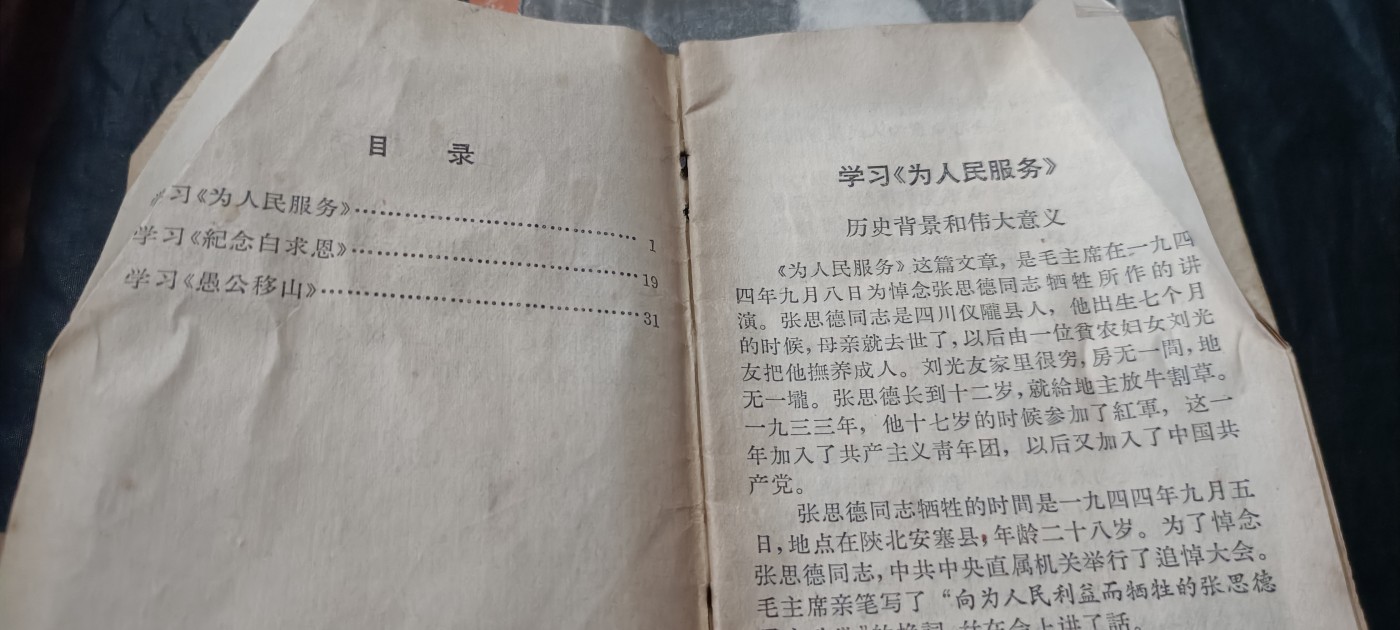 目 录
学习《为人民服务》 1
学习《紀念白求恩》 19
学习《愚公移山》 31
学习《为人民服务》
历史背景和伟大意义
《为人民服务》这篇文章，是毛主席在一九四
四年九月八日为悼念张思德同志牺牲所作的讲
演。张思德同志是四川仪隴县人，他出生七个月
的时候，母亲就去世了，以后由一位貧农妇女刘光
友把他撫养成人。刘光友家里很穷，房无一間，地
无一壠。张思德长到十二岁，就給地主放牛割草。
一九三三年，他十七岁的时候参加了紅軍，这一
年加入了共产主义青年团，以后又加入了中国共
产党。
张思德同志牺牲的时間是一九四四年九月五
日，地点在陝北安塞县，年龄二十八岁。为了悼念
张思德同志，中共中央直属机关举行了追悼大会。
毛主席亲笔写了“向为人民利益而牺牲的张思德
的挽詞，并在会上讲了話。